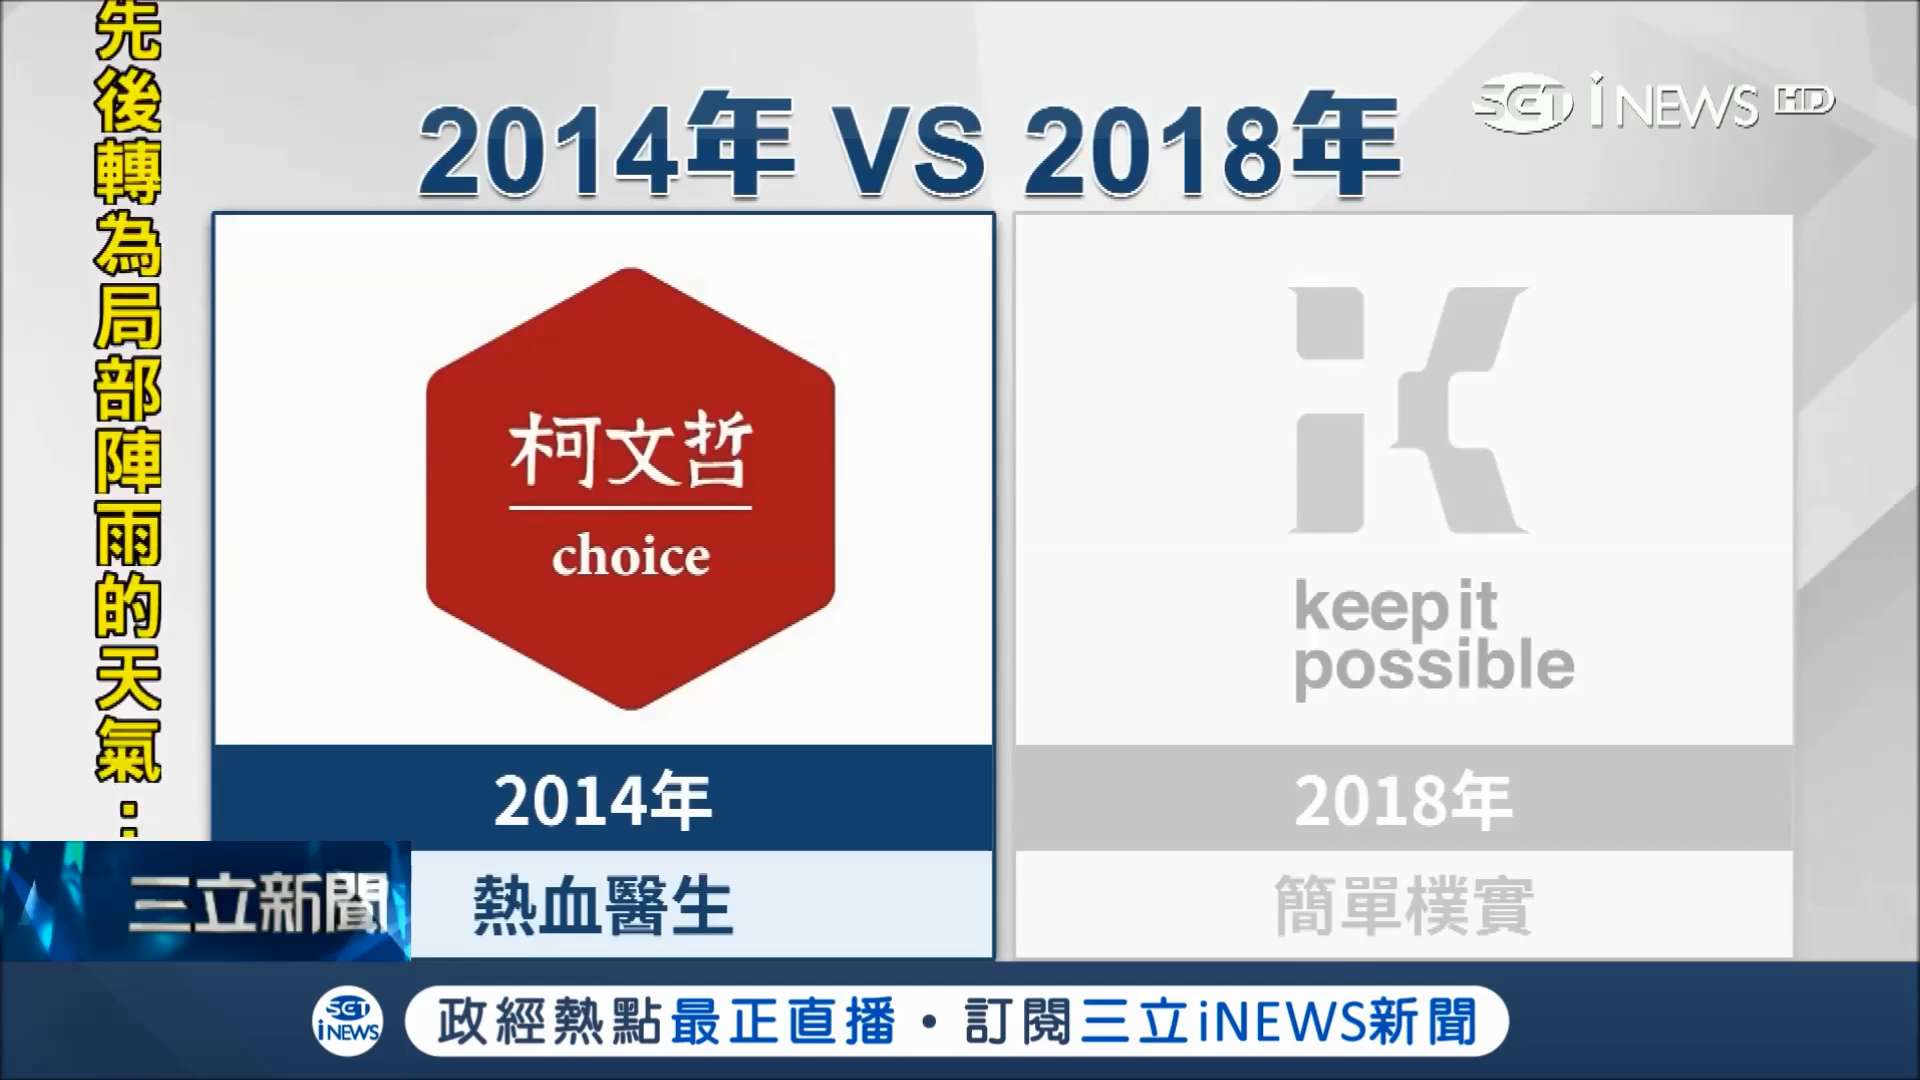 先後轉為局部陣雨的天氣…
2014年 VS 2018年
SET iNEWS HD
柯文哲
choice
2014年
熱血醫生
K
keep it
possible
2018年
簡單樸實
三立新聞
SET
iNEWS
政經熱點最正直播・訂閱三立iNEWS新聞